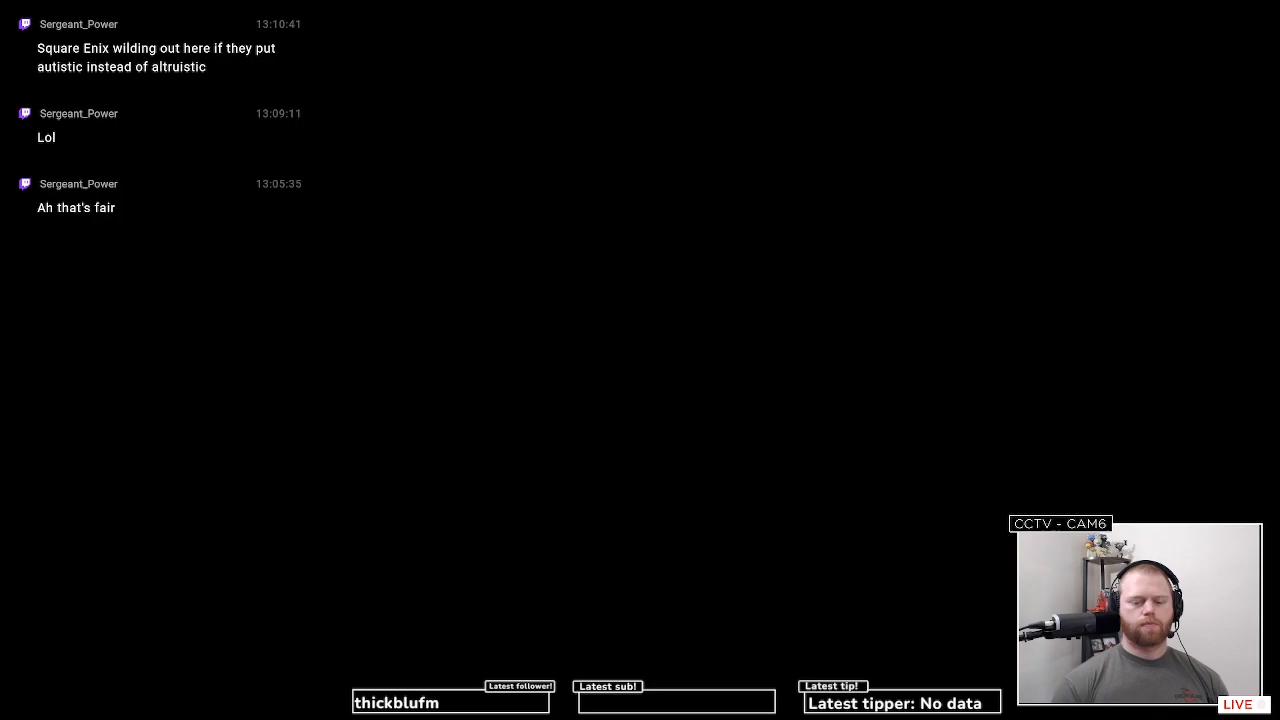 Sergeant_Power 13:10:41
Square Enix wilding out here if they put
autistic instead of altruistic
Sergeant_Power 13:09:11
Lol
Sergeant_Power 13:05:35
Ah that's fair
CCTV - CAM6
Latest follower!
thickblufm
Latest sub!
Latest tip!
Latest tipper: No data
LIVE